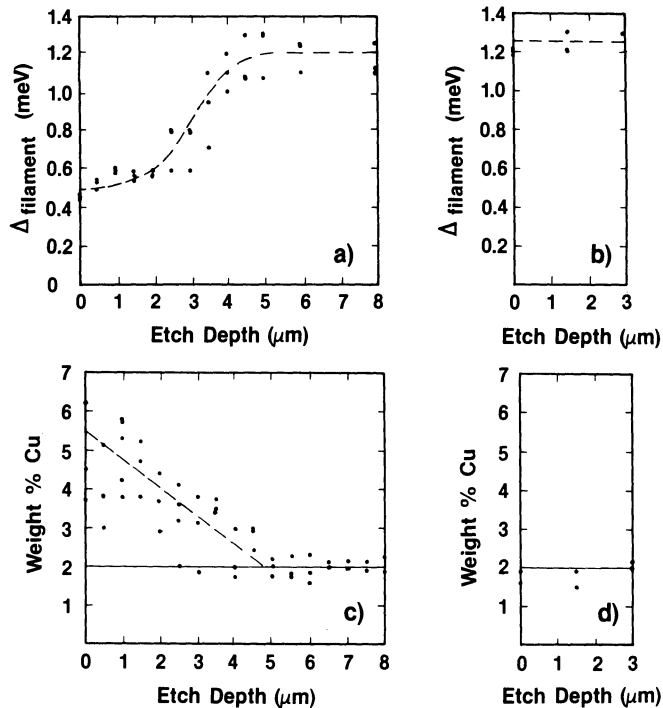 1.4
1.2
1.0
0.8
0.6
0.4
0.2
0
Δ filament (meV)
a)
0 1 2 3 4 5 6 7 8
Etch Depth (μm)
1.4
1.2
1.0
0.8
0.6
0.4
0.2
Δ filament (meV)
b)
0 1 2 3
Etch Depth (μm)
7
6
5
4
3
2
1
Weight % Cu
c)
0 1 2 3 4 5 6 7 8
Etch Depth (μm)
7
6
5
4
3
2
1
Weight % Cu
d)
0 1 2 3
Etch Depth (μm)